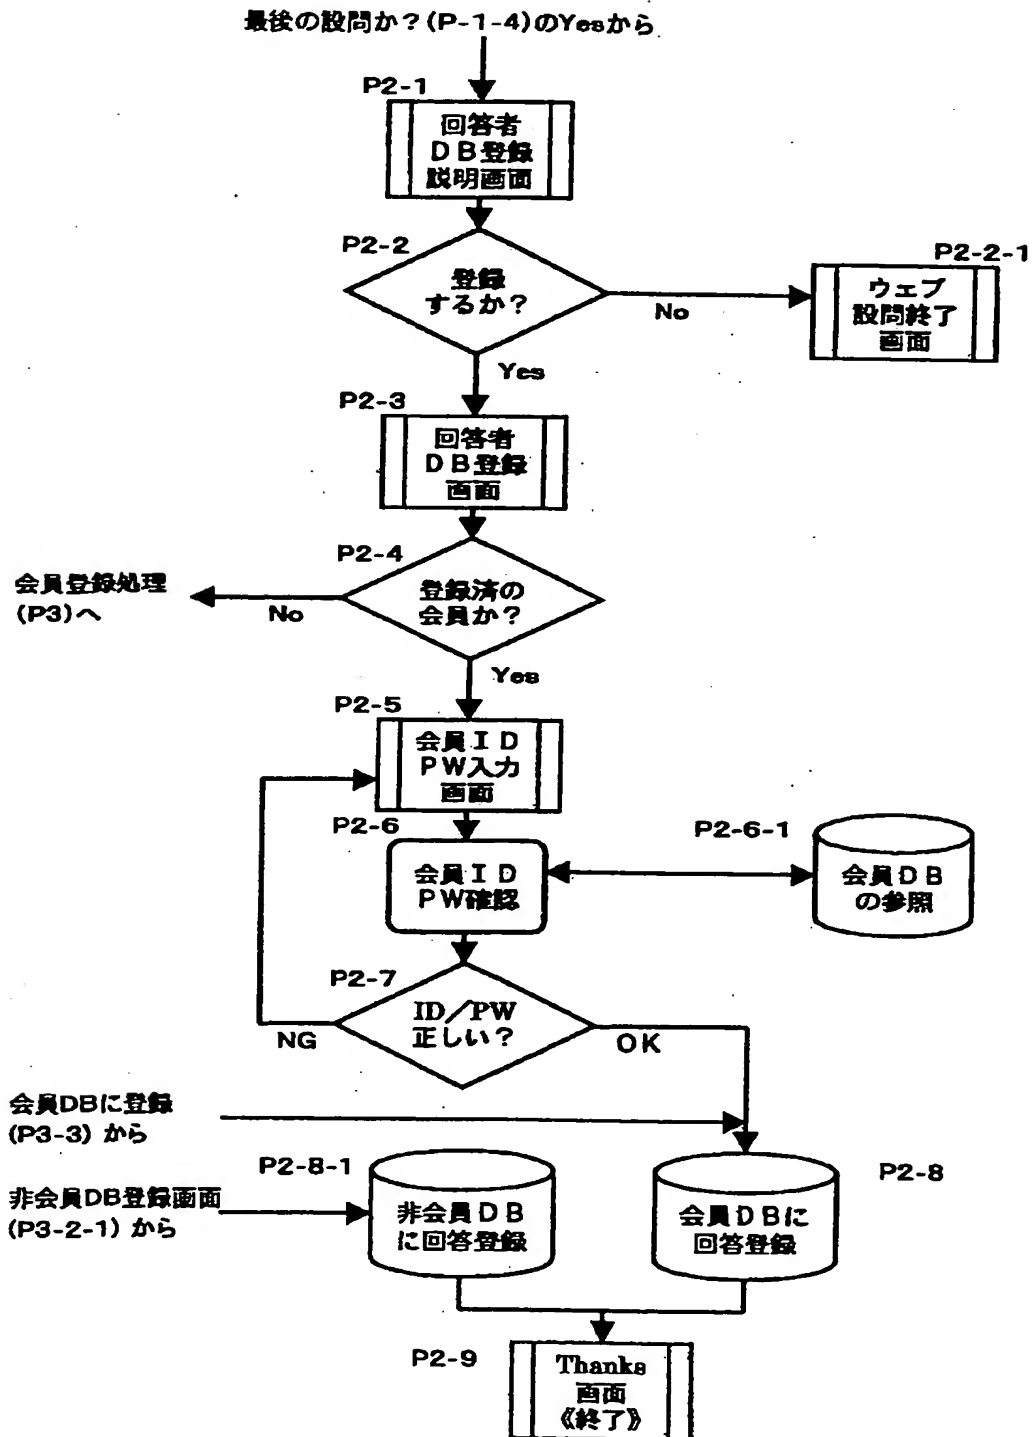 最後の設問か？(P-1-4)のYesから
P2-1
回答者
ＤＢ登録
説明画面
P2-2
登録
するか？
No
P2-2-1
ウェブ
設問終了
画面
Yes
P2-3
回答者
ＤＢ登録
画面
P2-4
登録済の
会員か？
No
会員登録処理
(P3)へ
Yes
P2-5
会員ＩＤ
ＰＷ入力
画面
P2-6
会員ＩＤ
ＰＷ確認
P2-6-1
会員ＤＢ
の参照
P2-7
ID／PW
正しい？
NG
OK
会員DBに登録
(P3-3) から
非会員DB登録画面
(P3-2-1) から
P2-8-1
非会員ＤＢ
に回答登録
P2-8
会員ＤＢに
回答登録
P2-9
Thanks
画面
《終了》